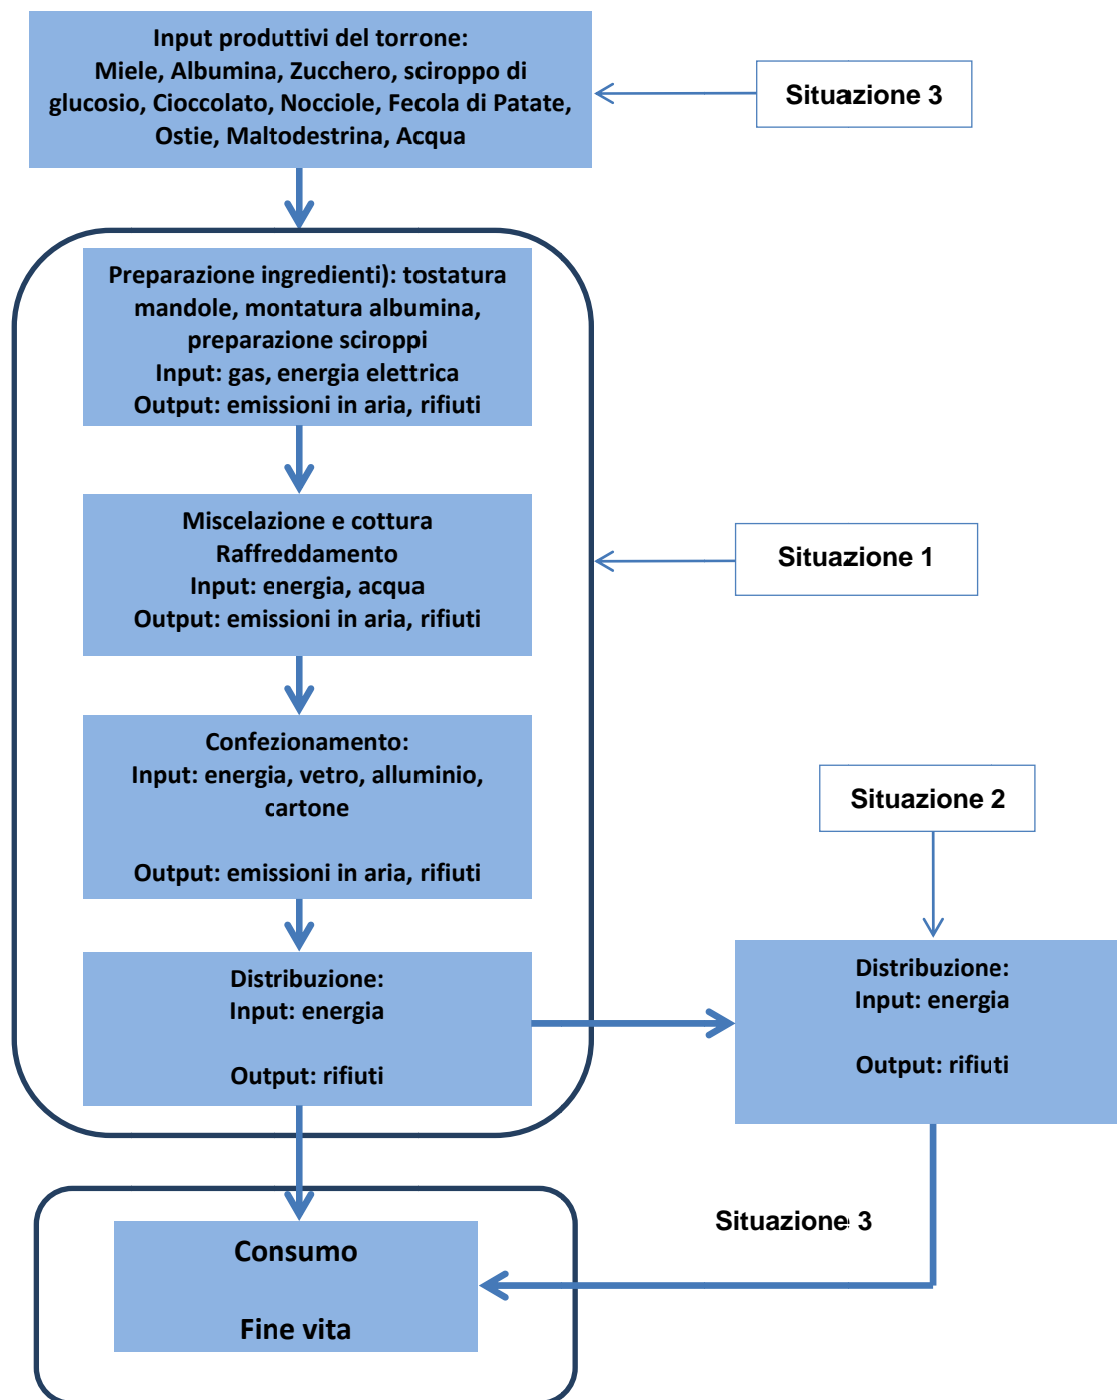 Input produttivi del torrone:
Miele, Albumina, Zucchero, sciroppo di
glucosio, Cioccolato, Nocciole, Fecola di Patate,
Ostie, Maltodestrina, Acqua
Situazione 3
Preparazione ingredienti): tostatura
mandole, montatura albumina,
preparazione sciroppi
Input: gas, energia elettrica
Output: emissioni in aria, rifiuti
Miscelazione e cottura
Raffreddamento
Input: energia, acqua
Output: emissioni in aria, rifiuti
Situazione 1
Confezionamento:
Input: energia, vetro, alluminio,
cartone
Output: emissioni in aria, rifiuti
Situazione 2
Distribuzione:
Input: energia
Output: rifiuti
Distribuzione:
Input: energia
Output: rifiuti
Situazione 3
Consumo
Fine vita